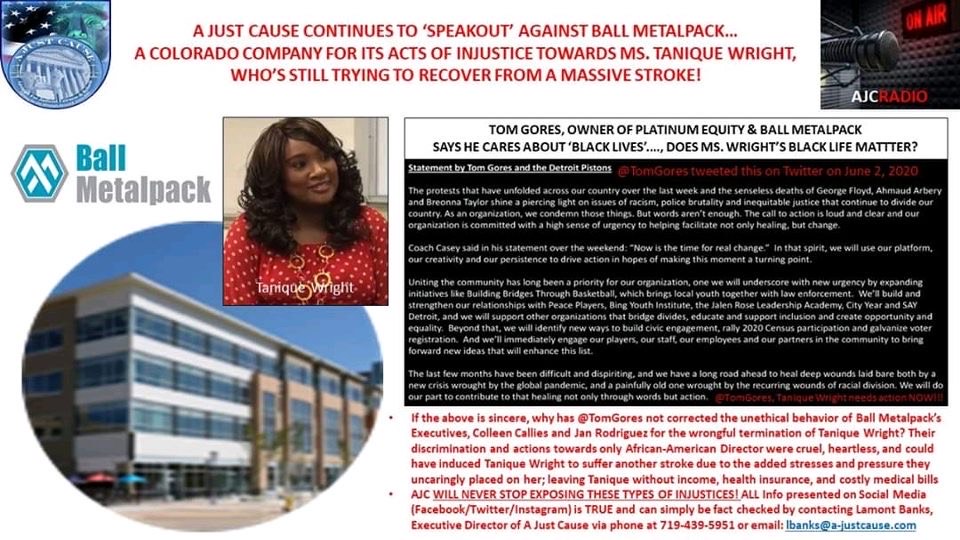 A JUST CAUSE CONTINUES TO ‘SPEAKOUT’ AGAINST BALL METALPACK…
A COLORADO COMPANY FOR ITS ACTS OF INJUSTICE TOWARDS MS. TANIQUE WRIGHT,
WHO’S STILL TRYING TO RECOVER FROM A MASSIVE STROKE!
A JUST CAUSE
ON AIR
AJCRADIO
Ball
Metalpack
Tanique Wright
TOM GORES, OWNER OF PLATINUM EQUITY & BALL METALPACK
SAYS HE CARES ABOUT ‘BLACK LIVES’...., DOES MS. WRIGHT’S BLACK LIFE MATTTER?
Statement by Tom Gores and the Detroit Pistons @TomGores tweeted this on Twitter on June 2, 2020
The protests that have unfolded across our country over the last week and the senseless deaths of George Floyd, Ahmaud Arbery
and Breonna Taylor shine a piercing light on issues of racism, police brutality and inequitable justice that continue to divide our
country. As an organization, we condemn those things. But words aren’t enough. The call to action is loud and clear and our
organization is committed with a high sense of urgency to helping facilitate not only healing, but change.
Coach Casey said in his statement over the weekend: “Now is the time for real change.” In that spirit, we will use our platform,
our creativity and our persistence to drive action in hopes of making this moment a turning point.
Uniting the community has long been a priority for our organization, one we will underscore with new urgency by expanding
initiatives like Building Bridges Through Basketball, which brings local youth together with law enforcement. We’ll build and
strengthen our relationships with Peace Players, Bing Youth Institute, the Jalen Rose Leadership Academy, City Year and SAY
Detroit, and we will support other organizations that bridge divides, educate and support inclusion and create opportunity and
equality. Beyond that, we will identify new ways to build civic engagement, rally 2020 Census participation and galvanize voter
registration. And we’ll immediately engage our players, our staff, our employees and our partners in the community to bring
forward new ideas that will enhance this list.
The last few months have been difficult and dispiriting, and we have a long road ahead to heal deep wounds laid bare both by a
new crisis wrought by the global pandemic, and a painfully old one wrought by the recurring wounds of racial division. We will do
our part to contribute to that healing not only through words but action. @TomGores, Tanique Wright needs action NOW!!!
• If the above is sincere, why has @TomGores not corrected the unethical behavior of Ball Metalpack’s
Executives, Colleen Callies and Jan Rodriguez for the wrongful termination of Tanique Wright? Their
discrimination and actions towards only African-American Director were cruel, heartless, and could
have induced Tanique Wright to suffer another stroke due to the added stresses and pressure they
uncaringly placed on her; leaving Tanique without income, health insurance, and costly medical bills
• AJC WILL NEVER STOP EXPOSING THESE TYPES OF INJUSTICES! ALL Info presented on Social Media
(Facebook/Twitter/Instagram) is TRUE and can simply be fact checked by contacting Lamont Banks,
Executive Director of A Just Cause via phone at 719-439-5951 or email: lbanks@a-justcause.com